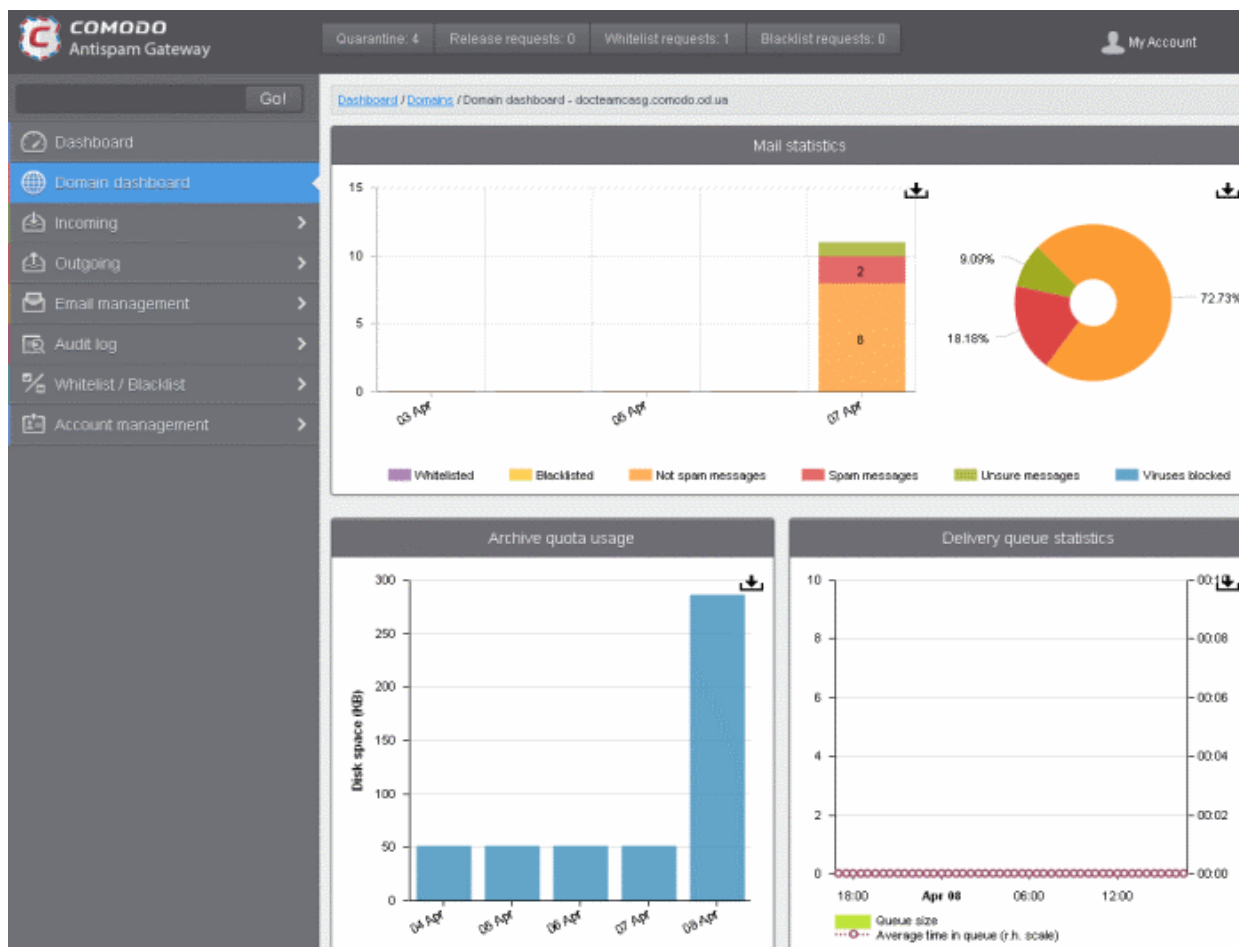 COMODO
Antispam Gateway
Quarantine: 4
Release requests: 0
Whitelist requests: 1
Blacklist requests: 0
My Account
Go!
Dashboard
Domain dashboard
Incoming
Outgoing
Email management
Audit log
Whitelist / Blacklist
Account management
Dashboard / Domains / Domain dashboard - docteamcasg.comodo.od.ua
Mail statistics
15
10
5
0
2
8
03 Apr
05 Apr
07 Apr
9.09%
18.18%
72.73%
Whitelisted
Blacklisted
Not spam messages
Spam messages
Unsure messages
Viruses blocked
Archive quota usage
Disk space (KB)
300
250
200
150
100
50
0
04 Apr
05 Apr
06 Apr
07 Apr
08 Apr
Delivery queue statistics
10
8
6
4
2
0
00:08
00:06
00:04
00:02
00:00
18:00
Apr 08
06:00
12:00
Queue size
Average time in queue (r.h. scale)